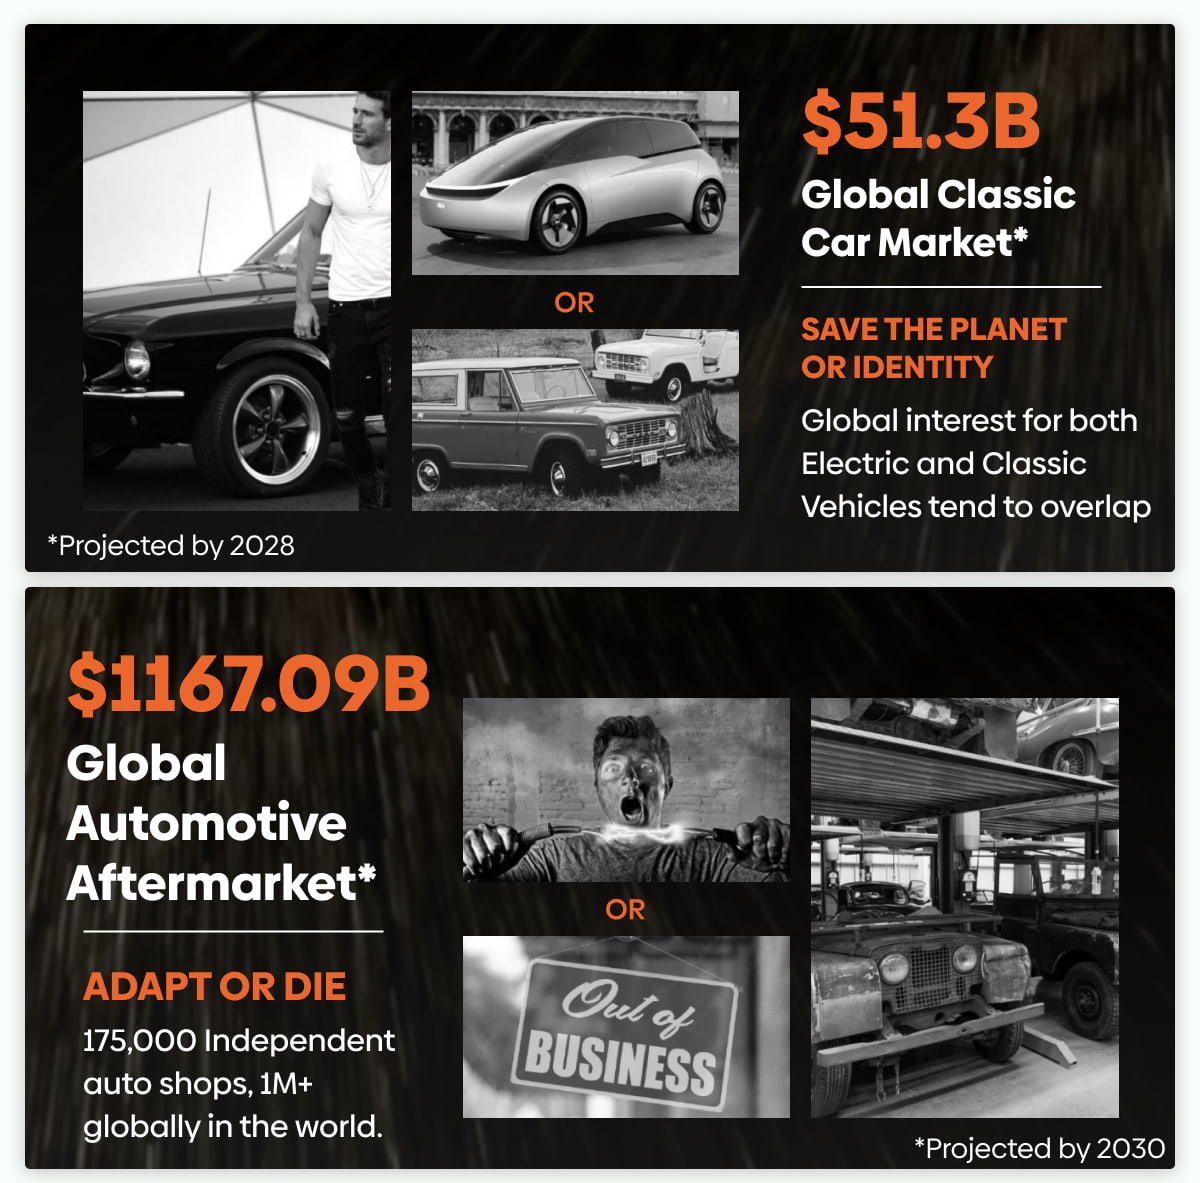 $51.3B
Global Classic
Car Market*
OR
SAVE THE PLANET
OR IDENTITY
Global interest for both
Electric and Classic
Vehicles tend to overlap
*Projected by 2028
$1167.09B
Global
Automotive
Aftermarket*
ADAPT OR DIE
175,000 Independent
auto shops, 1M+
globally in the world.
OR
Out of
BUSINESS
*Projected by 2030